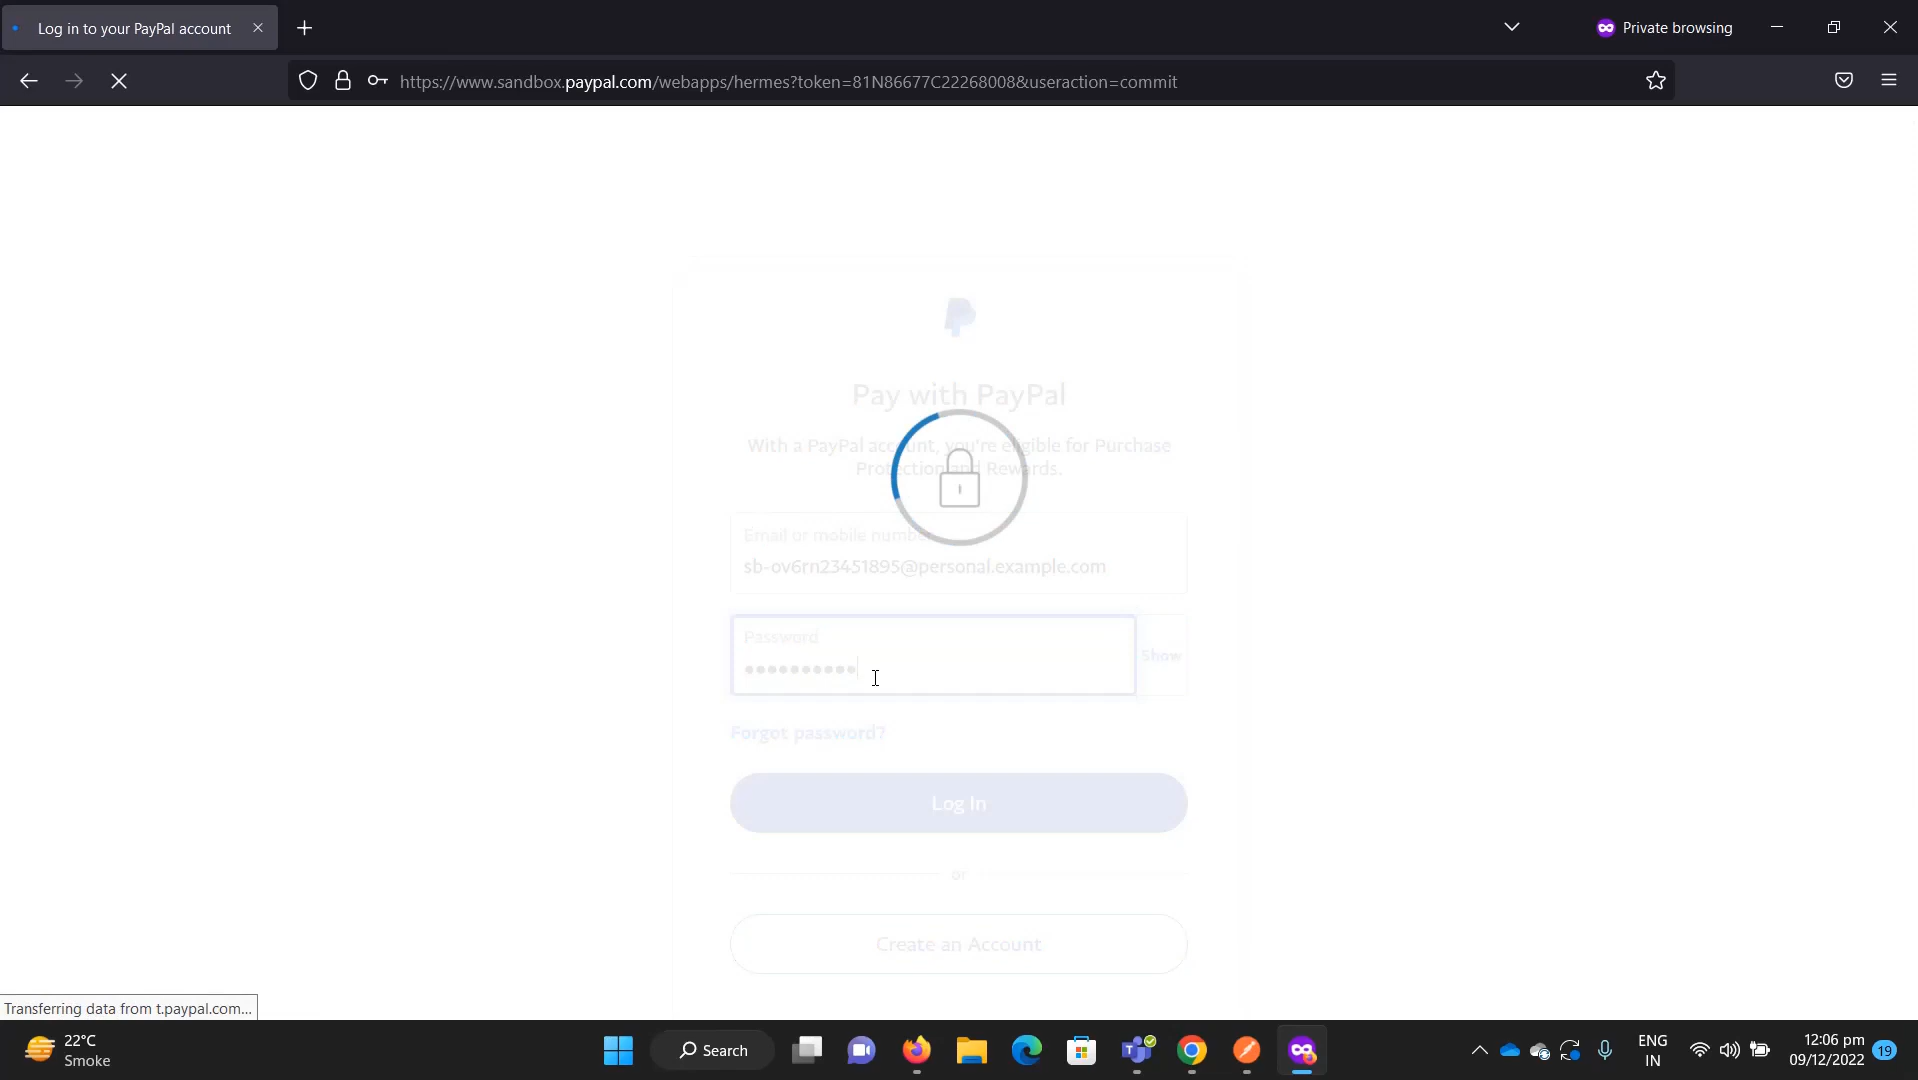 Log in to your PayPal account
Private browsing
https://www.sandbox.paypal.com/webapps/hermes?token=81N86677C22268008&useraction=commit
Pay with PayPal
With a PayPal account, you're eligible for Purchase
Protection and Rewards.
Email or mobile number
sb-ov6rn23451895@personal.example.com
Password
Show
Forgot password?
Log In
or
Create an Account
Transferring data from t.paypal.com...
22°C
Smoke
Search
ENG
IN
12:06 pm
09/12/2022
19